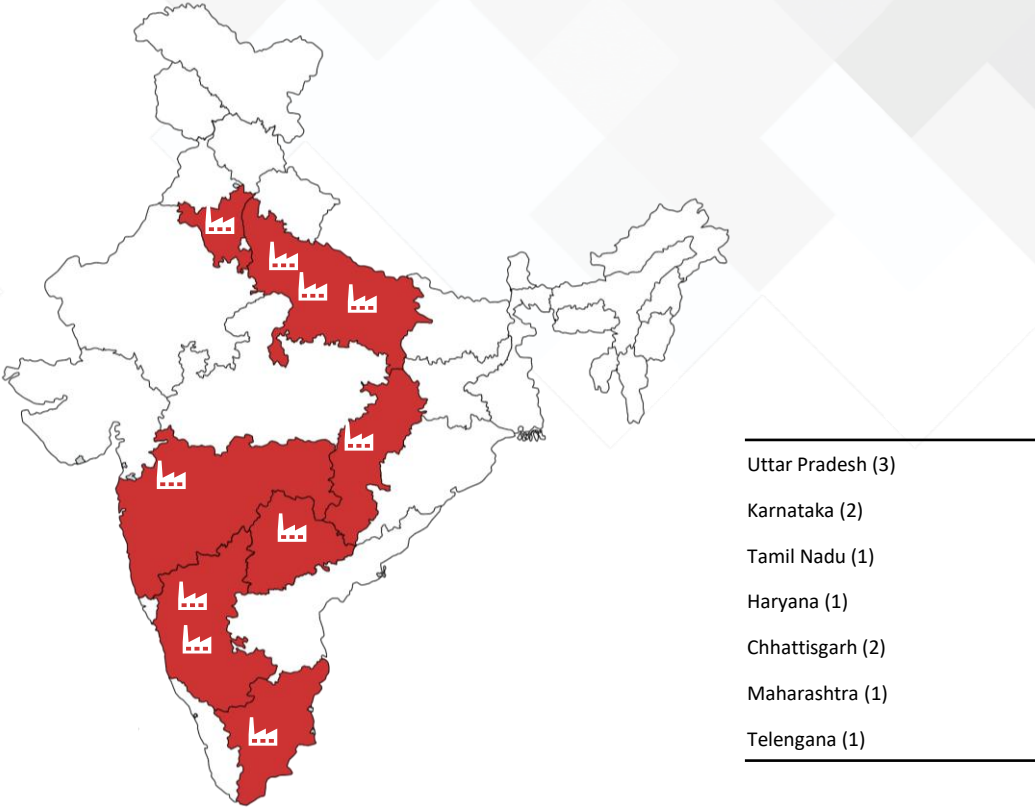 Uttar Pradesh (3)
Karnataka (2)
Tamil Nadu (1)
Haryana (1)
Chhattisgarh (2)
Maharashtra (1)
Telengana (1)